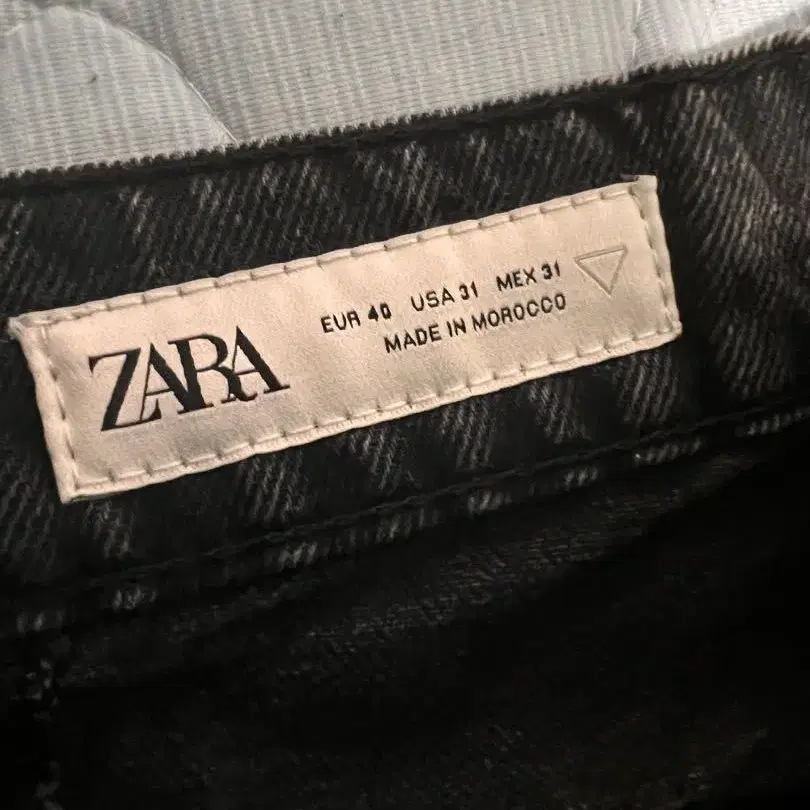 ZARA
EUR 40 USA 31 MEX 31
MADE IN MOROCCO